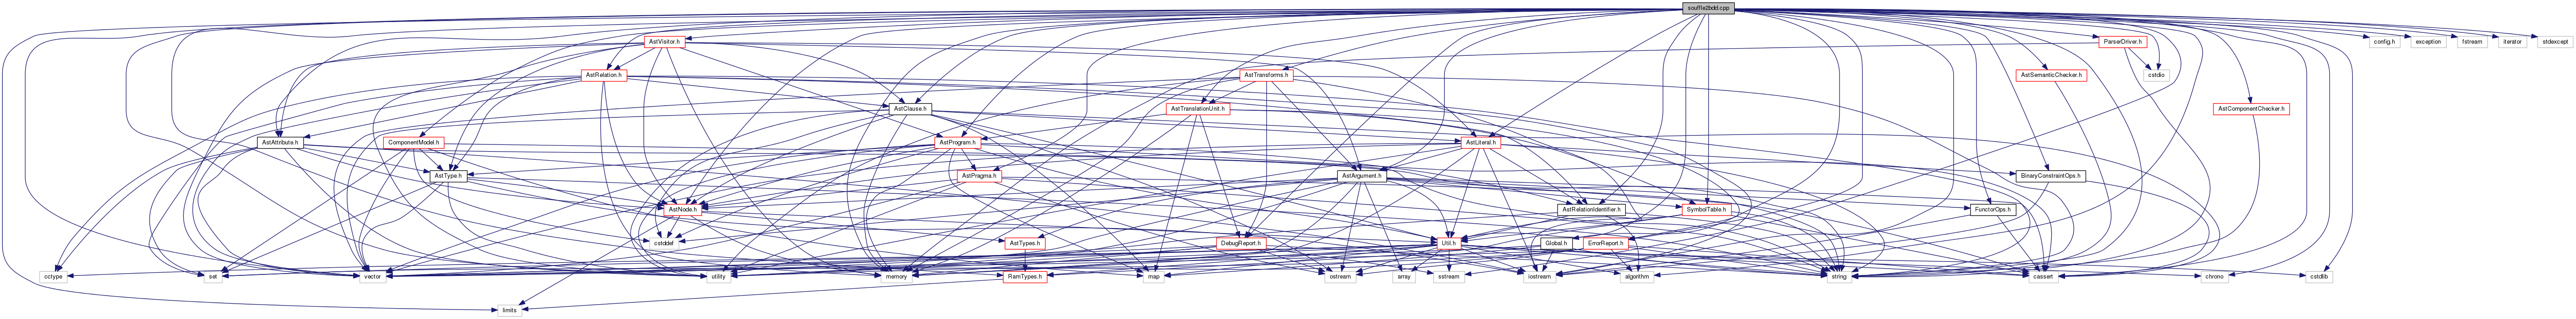 souffle2bdd.cpp
AstVisitor.h
ParserDriver.h
config.h
exception
fstream
iterator
stdexcept
AstRelation.h
AstTransforms.h
AstSemanticChecker.h
cstdio
AstClause.h
AstTranslationUnit.h
AstComponentChecker.h
AstAttribute.h
ComponentModel.h
AstProgram.h
AstLiteral.h
AstType.h
AstPragma.h
AstArgument.h
BinaryConstraintOps.h
AstNode.h
AstRelationIdentifier.h
SymbolTable.h
FunctorOps.h
cstddef
AstTypes.h
DebugReport.h
Util.h
Global.h
ErrorReport.h
cctype
set
vector
utility
memory
RamTypes.h
map
ostream
array
sstream
iostream
algorithm
string
cassert
chrono
cstdlib
limits